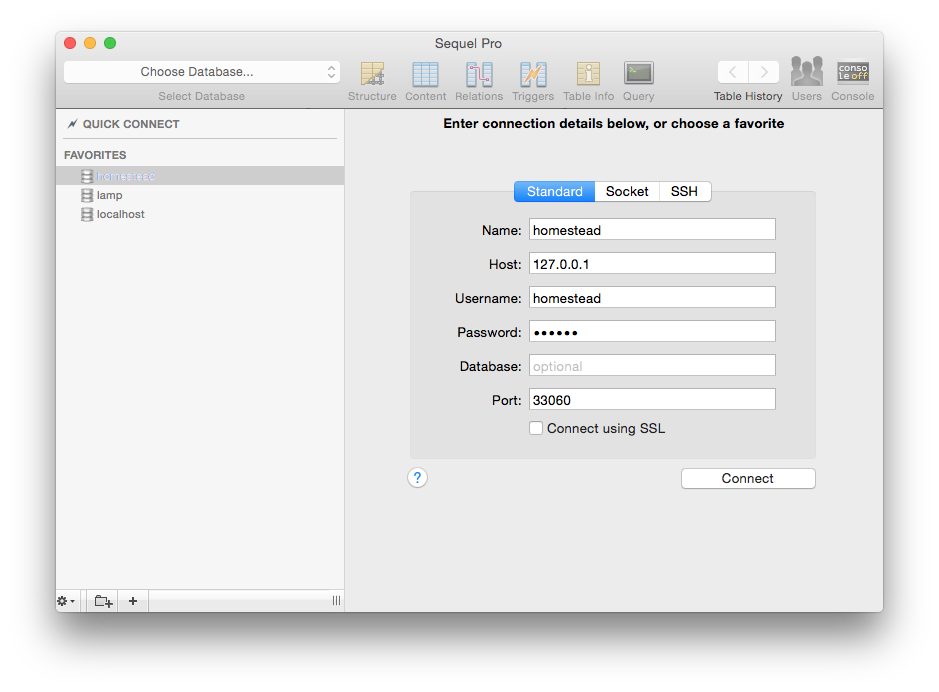 Sequel Pro
Choose Database...
Select Database
Structure
Content
Relations
Triggers
Table Info
Query
Table History
Users
conso
le off
Console
QUICK CONNECT
FAVORITES
homestead
lamp
localhost
Enter connection details below, or choose a favorite
Standard
Socket
SSH
Name: homestead
Host: 127.0.0.1
Username: homestead
Password: ••••••
Database: optional
Port: 33060
Connect using SSL
?
Connect